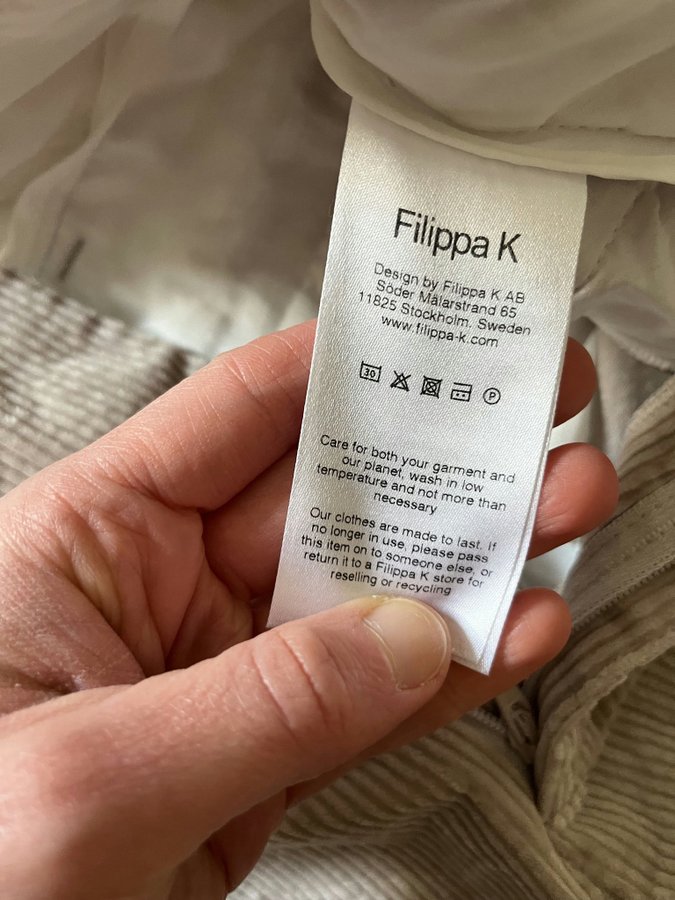 Filippa K
Design by Filippa K AB
Söder Mälarstrand 65
11825 Stockholm. Sweden
www.filippa-k.com
30 P
Care for both your garment and
our planet, wash in low
temperature and not more than
necessary
Our clothes are made to last. If
no longer in use, please pass
this item on to someone else, or
return it to a Filippa K store for
reselling or recycling